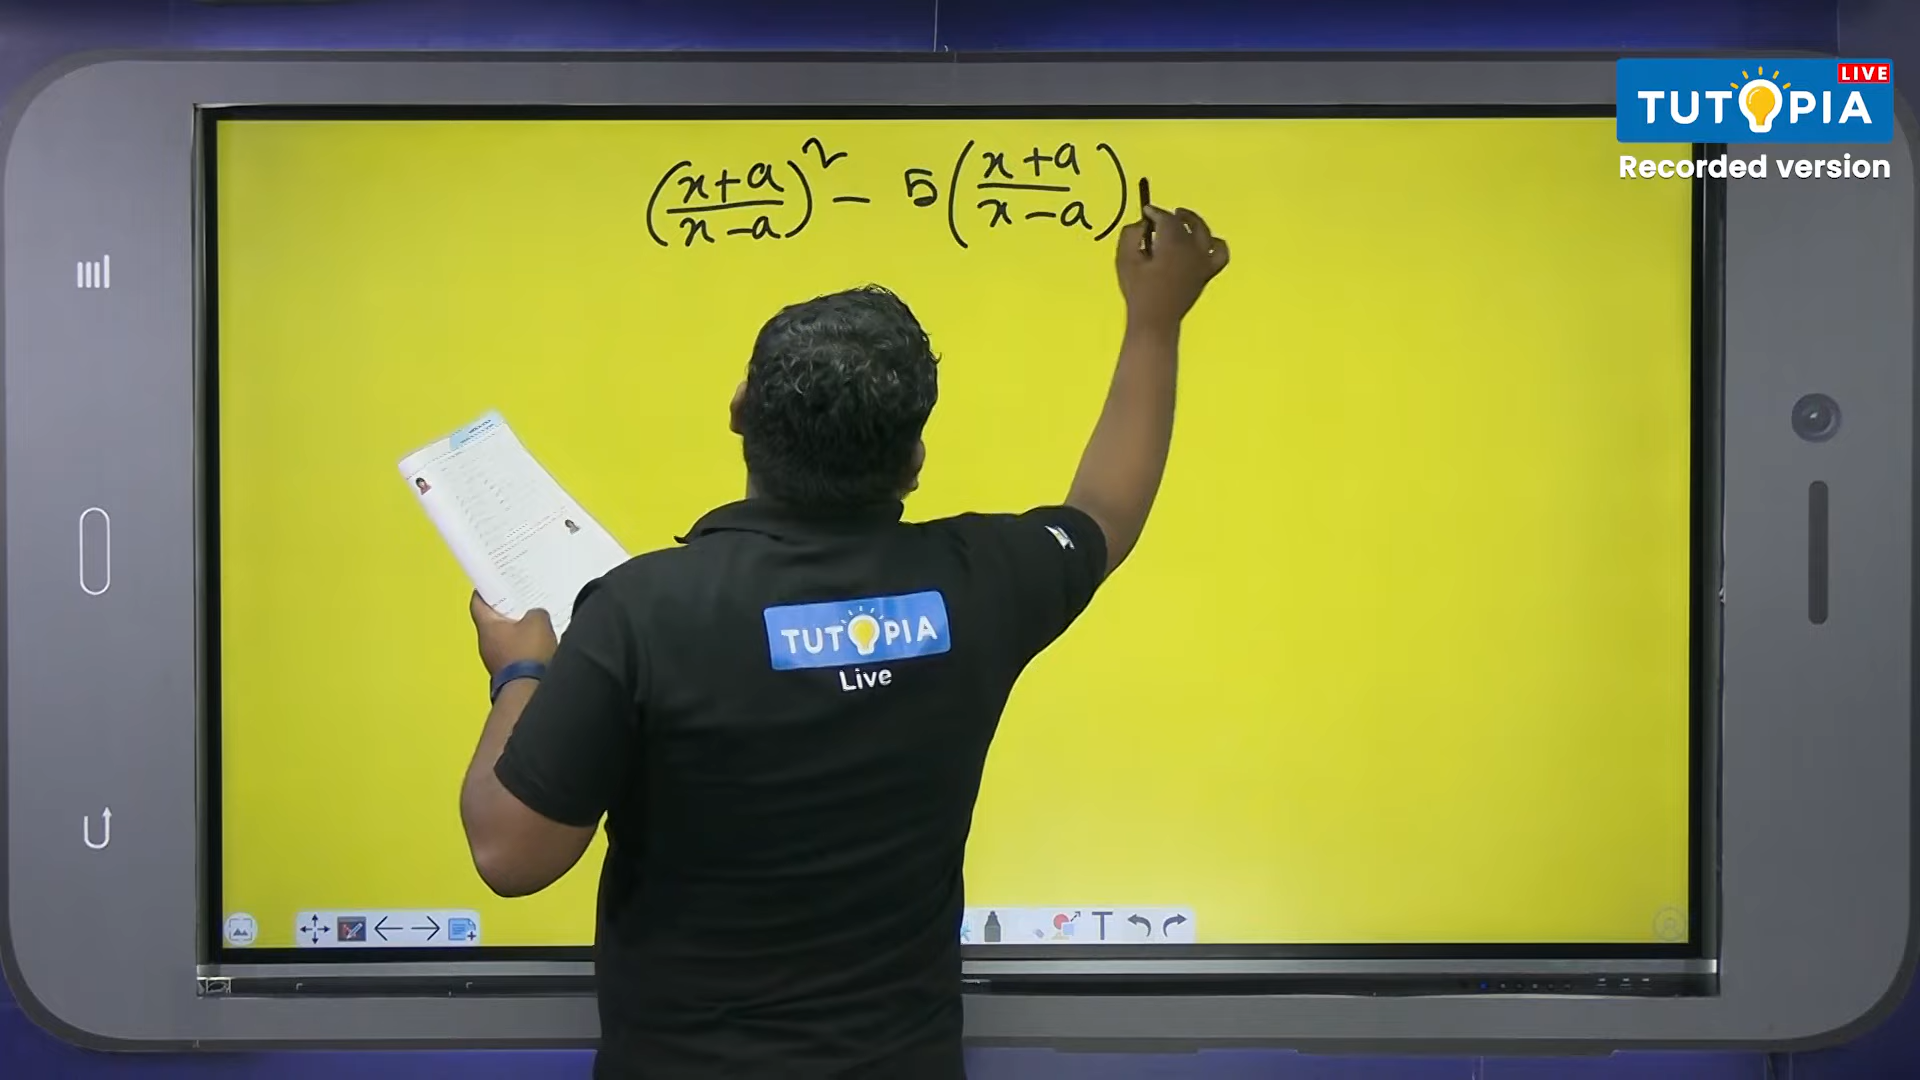 LIVE
TUTOPIA
Recorded version
(x+a/x-a)² - 5(x+a/x-a)
TUTOPIA
Live
T